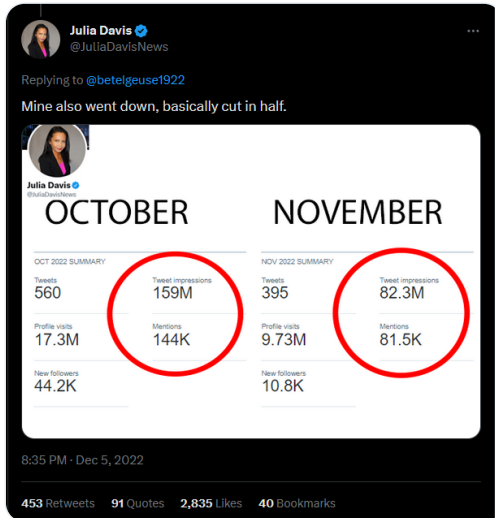 Julia Davis
@JuliaDavisNews
Replying to @betelgeuse1922
Mine also went down, basically cut in half.
Julia Davis
@JuliaDavisNews
OCTOBER
NOVEMBER
OCT 2022 SUMMARY
Tweets
Tweet impressions
560
159M
Profile visits
Mentions
17.3M
144K
New followers
44.2K
NOV 2022 SUMMARY
Tweets
Tweet impressions
395
82.3M
Profile visits
Mentions
9.73M
81.5K
New followers
10.8K
8:35 PM · Dec 5, 2022
453 Retweets 91 Quotes 2,835 Likes 40 Bookmarks